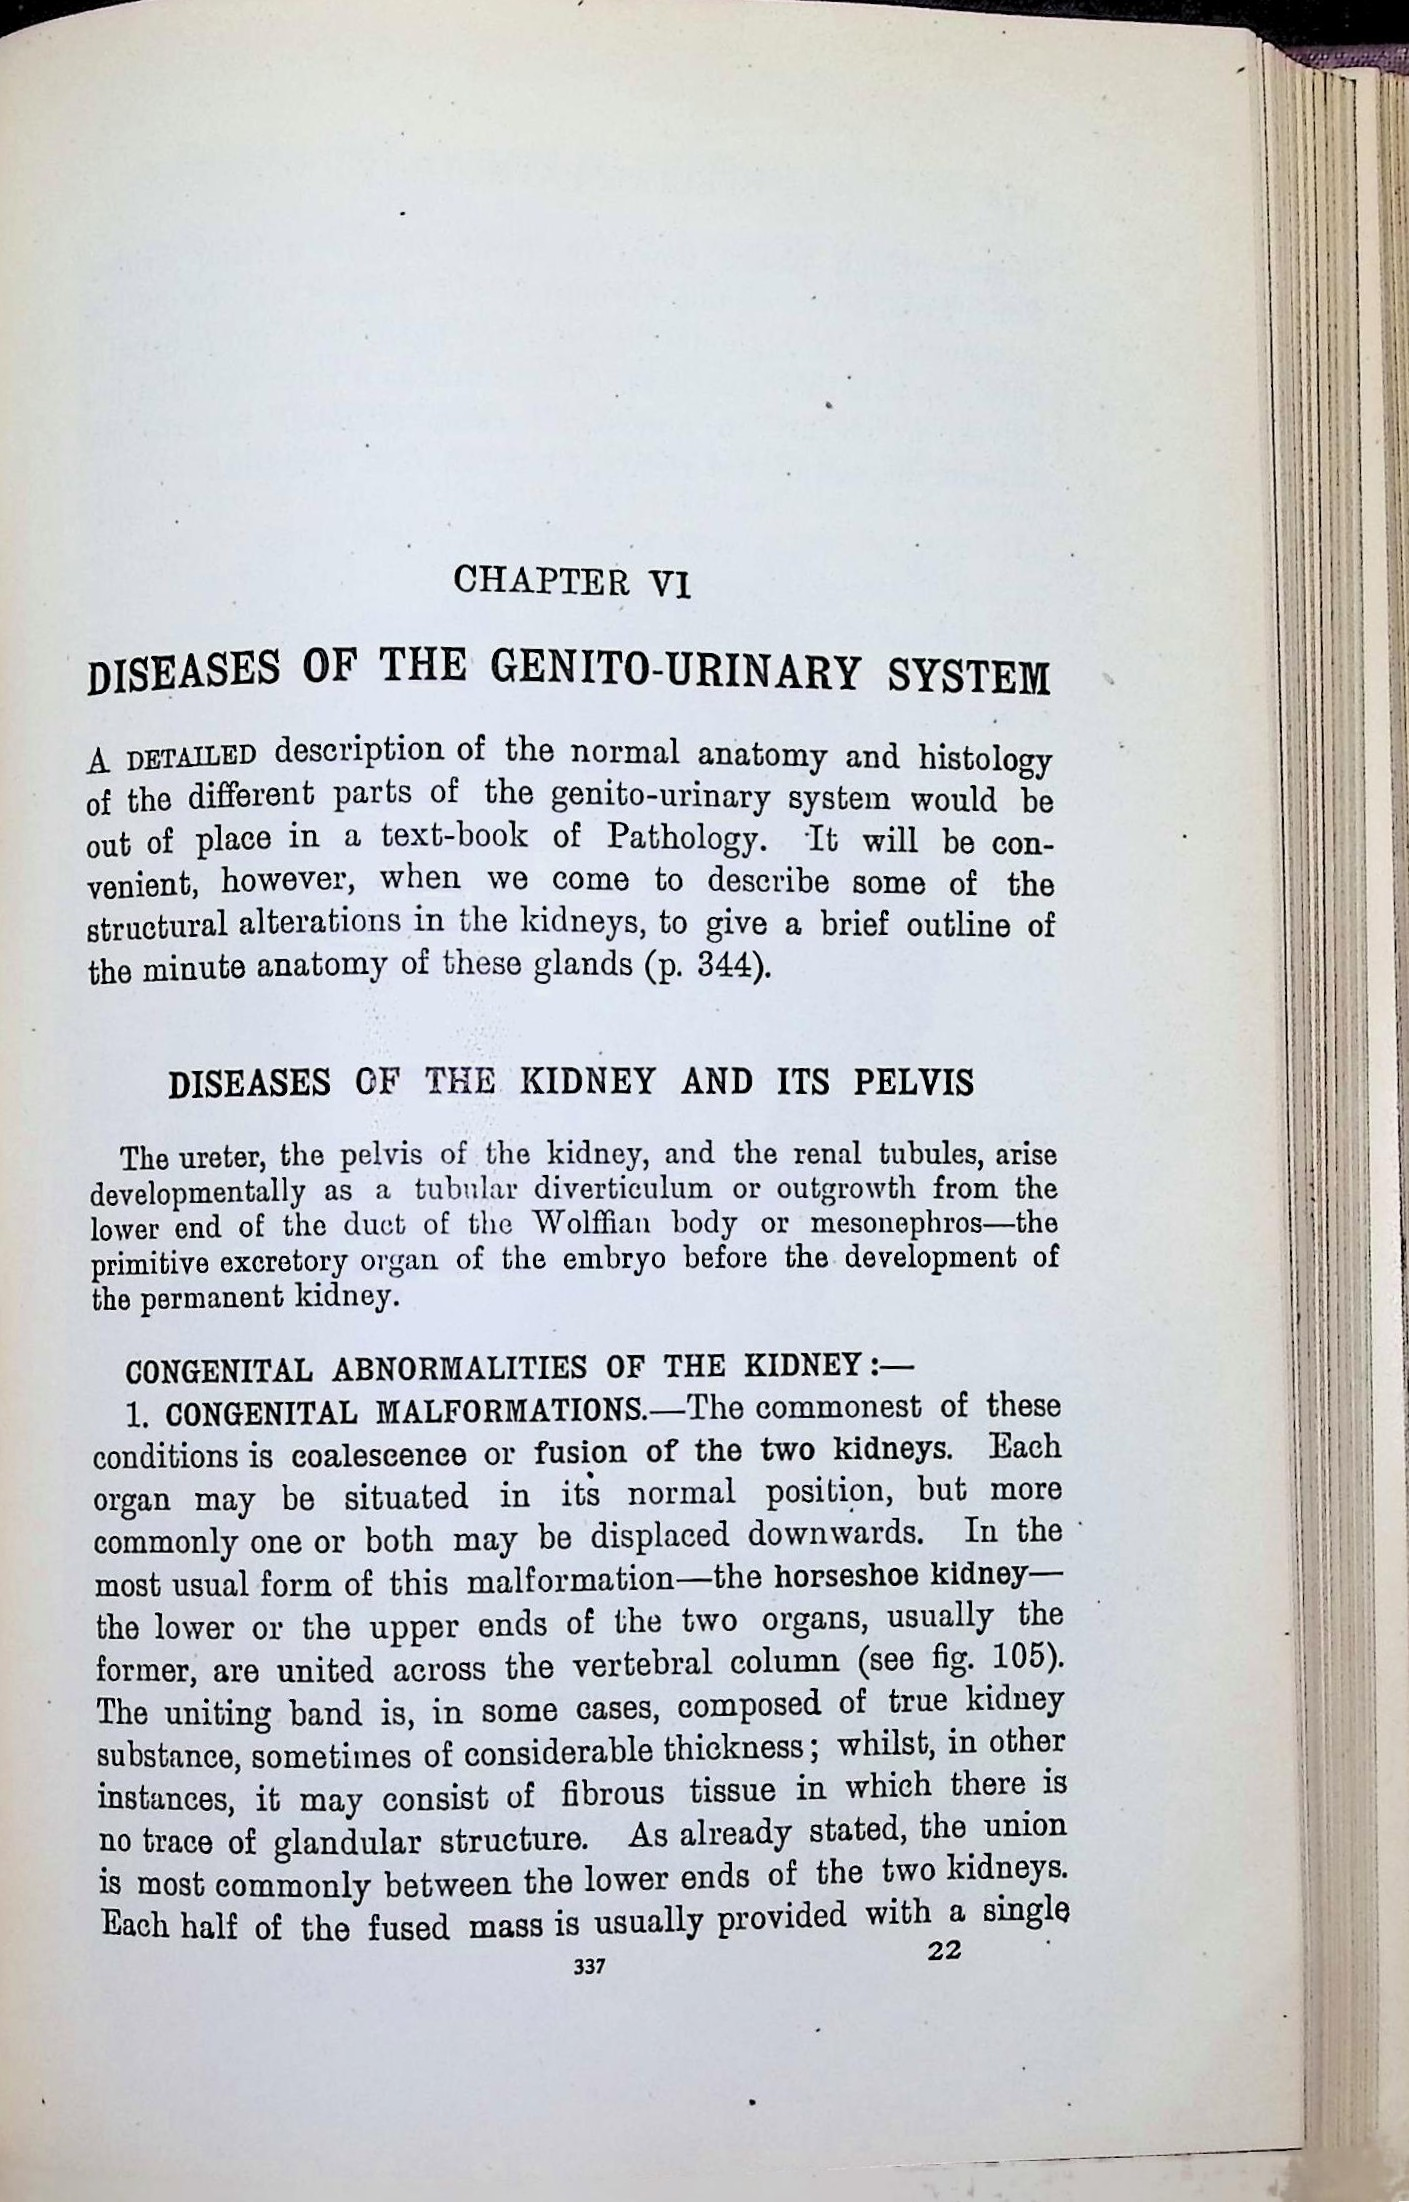 CHAPTER VI
DISEASES OF THE GENITO-URINARY SYSTEM
A DETAILED description of the normal anatomy and histology
of the different parts of the genito-urinary system would be
out of place in a text-book of Pathology. It will be con-
venient, however, when we come to describe some of the
structural alterations in the kidneys, to give a brief outline of
the minute anatomy of these glands (p. 344).
DISEASES OF THE KIDNEY AND ITS PELVIS
The ureter, the pelvis of the kidney, and the renal tubules, arise
developmentally as a tubular diverticulum or outgrowth from the
lower end of the duct of the Wolffian body or mesonephros—the
primitive excretory organ of the embryo before the development of
the permanent kidney.
CONGENITAL ABNORMALITIES OF THE KIDNEY:—
1. CONGENITAL MALFORMATIONS.—The commonest of these
conditions is coalescence or fusion of the two kidneys. Each
organ may be situated in its normal position, but more
commonly one or both may be displaced downwards. In the
most usual form of this malformation—the horseshoe kidney—
the lower or the upper ends of the two organs, usually the
former, are united across the vertebral column (see fig. 105).
The uniting band is, in some cases, composed of true kidney
substance, sometimes of considerable thickness; whilst, in other
instances, it may consist of fibrous tissue in which there is
no trace of glandular structure. As already stated, the union
is most commonly between the lower ends of the two kidneys.
Each half of the fused mass is usually provided with a single
337 22